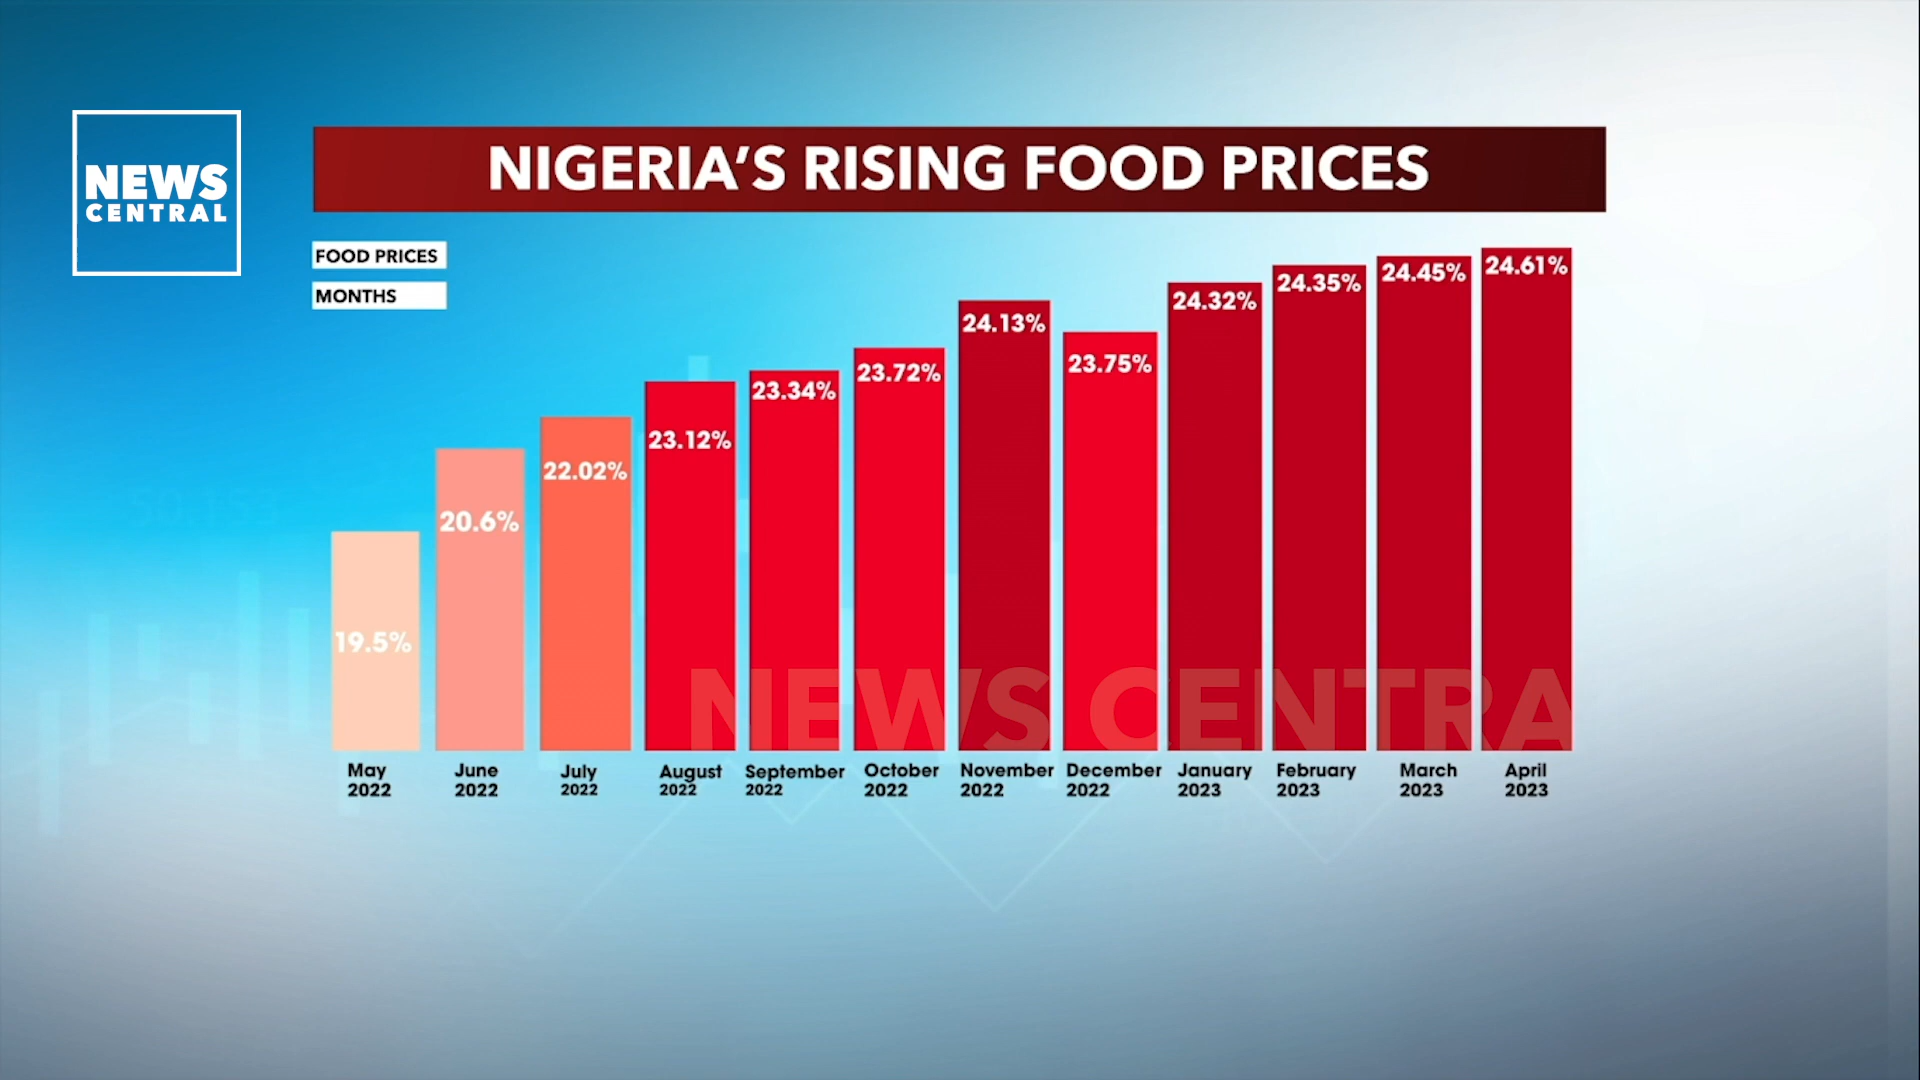 NEWS
CENTRAL
NIGERIA'S RISING FOOD PRICES
FOOD PRICES
MONTHS
19.5%
20.6%
22.02%
23.12%
23.34%
23.72%
24.13%
23.75%
24.32%
24.35%
24.45%
24.61%
NEWS CENTRA
May
2022
June
2022
July
2022
August
2022
September
2022
October
2022
November
2022
December
2022
January
2023
February
2023
March
2023
April
2023